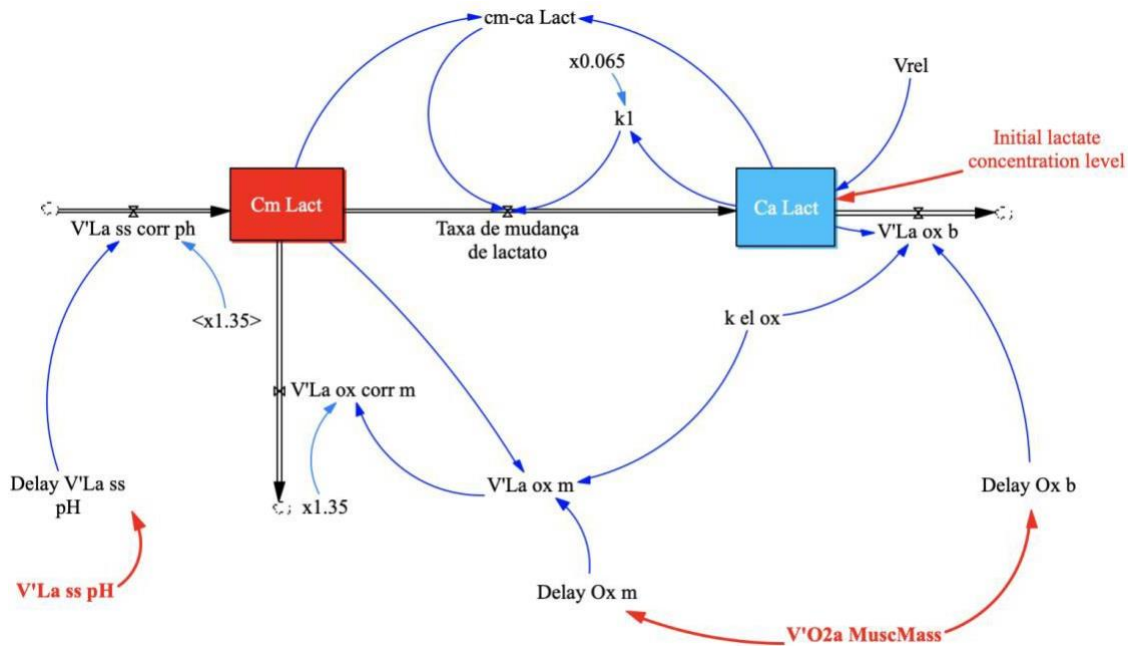 cm-ca Lact
x0.065
Vrel
k1
Initial lactate
concentration level
Cm Lact
Ca Lact
V'La ss corr ph
Taxa de mudança
de lactato
V'La ox b
<x1.35>
k el ox
V'La ox corr m
Delay V'La ss
pH
x1.35
V'La ox m
Delay Ox b
V'La ss pH
Delay Ox m
V'O2a MuscMass